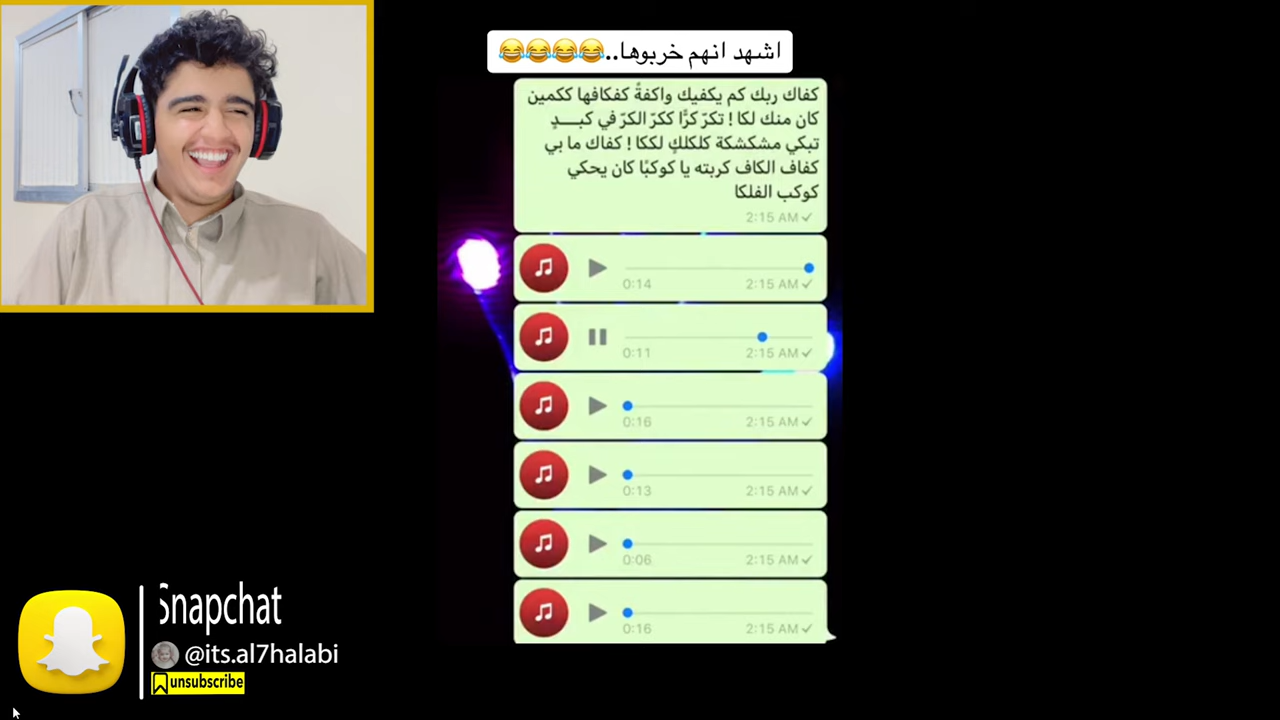 اشهد انهم خربوها..😂😂😂😂
كفاك ربك كم يكفيك واكفةً كفكافها ككمين
كان منك لكا ! تكرّ كرًّا ككرّ الكرّ في كبـــدٍ
تبكي مشكشكة كلكلكٍ لككا ! كفاك ما بي
كفاف الكاف كربته يا كوكبًا كان يحكي
كوكب الفلكا
2:15 AM
0:14 2:15 AM
0:11 2:15 AM
0:16 2:15 AM
0:13 2:15 AM
0:06 2:15 AM
0:16 2:15 AM
Snapchat
@its.al7halabi
unsubscribe